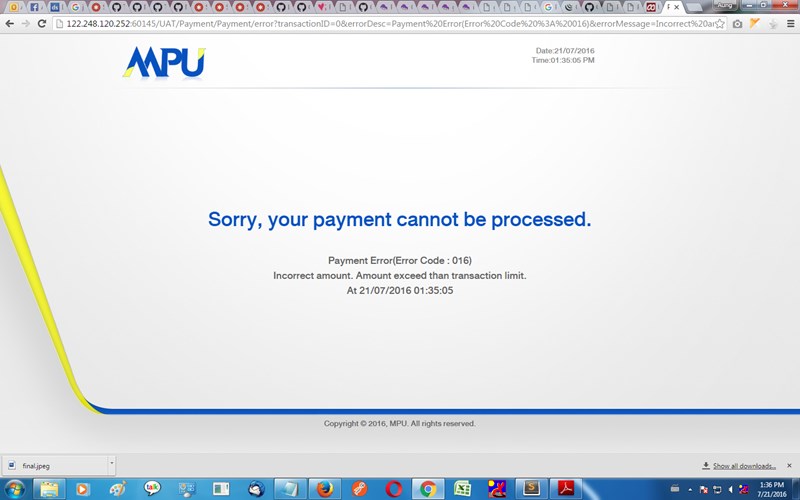 Aung
122.248.120.252:60145/UAT/Payment/Payment/error?transactionID=0&errorDesc=Payment%20Error(Error%20Code%20%3A%20016)&errorMessage=Incorrect%20ar
MPU
Date:21/07/2016
Time:01:35:05 PM
Sorry, your payment cannot be processed.
Payment Error(Error Code : 016)
Incorrect amount. Amount exceed than transaction limit.
At 21/07/2016 01:35:05
Copyright © 2016, MPU. All rights reserved.
final.jpeg
Show all downloads...
talk
1:36 PM
7/21/2016